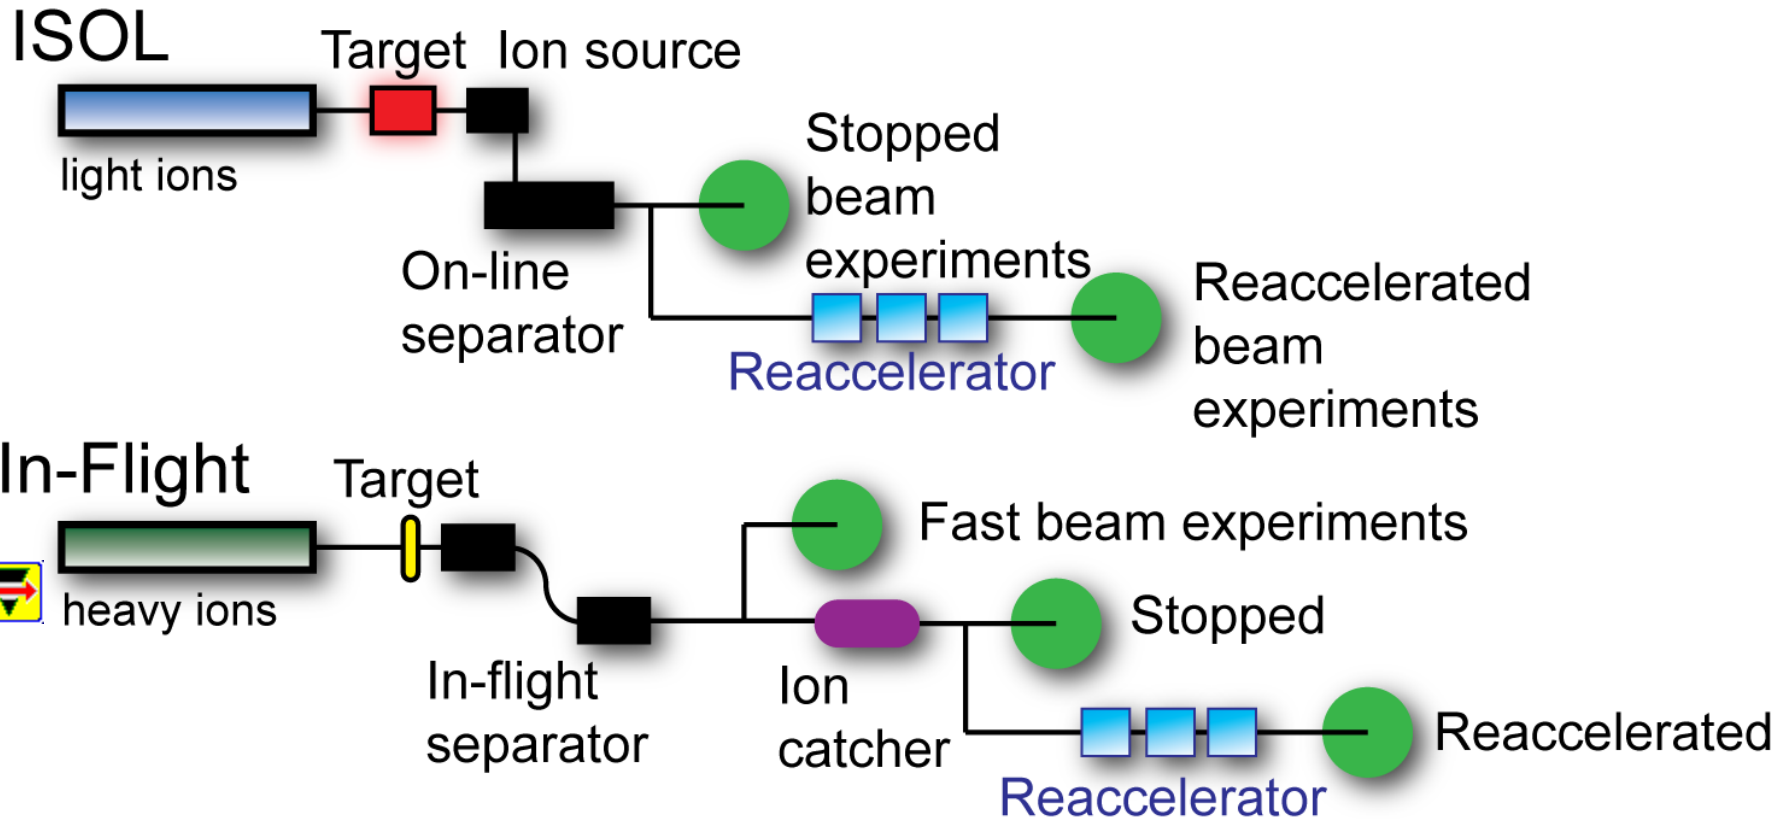 ISOL
Target Ion source
light ions
Stopped
beam
experiments
On-line
separator
Reaccelerator
Reaccelerated
beam
experiments
In-Flight
Target
heavy ions
In-flight
separator
Fast beam experiments
Ion
catcher
Stopped
Reaccelerator
Reaccelerated